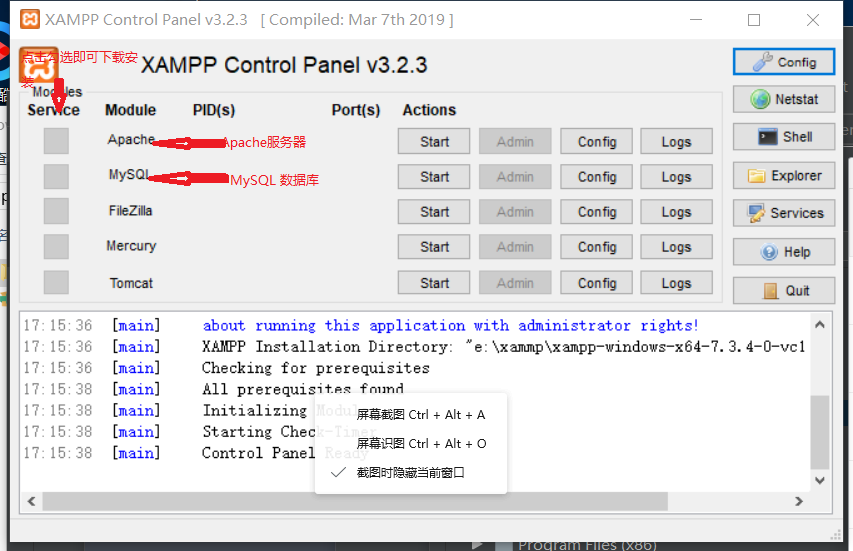 XAMPP Control Panel v3.2.3 [ Compiled: Mar 7th 2019 ]
点击勾选即可下载安装
XAMPP Control Panel v3.2.3
Modules
Service Module PID(s) Port(s) Actions
Apache Apache服务器 Start Admin Config Logs
MySQL MySQL 数据库 Start Admin Config Logs
FileZilla Start Admin Config Logs
Mercury Start Admin Config Logs
Tomcat Start Admin Config Logs
Config
Netstat
Shell
Explorer
Services
Help
Quit
17:15:36 [main] about running this application with administrator rights!
17:15:36 [main] XAMPP Installation Directory: "e:\xammp\xampp-windows-x64-7.3.4-0-vc1
17:15:36 [main] Checking for prerequisites
17:15:38 [main] All prerequisites found
17:15:38 [main] Initializing Modul
17:15:38 [main] Starting Check-Timer
17:15:38 [main] Control Panel Ready
屏幕截图 Ctrl + Alt + A
屏幕识图 Ctrl + Alt + O
截图时隐藏当前窗口
Program Files (x86)